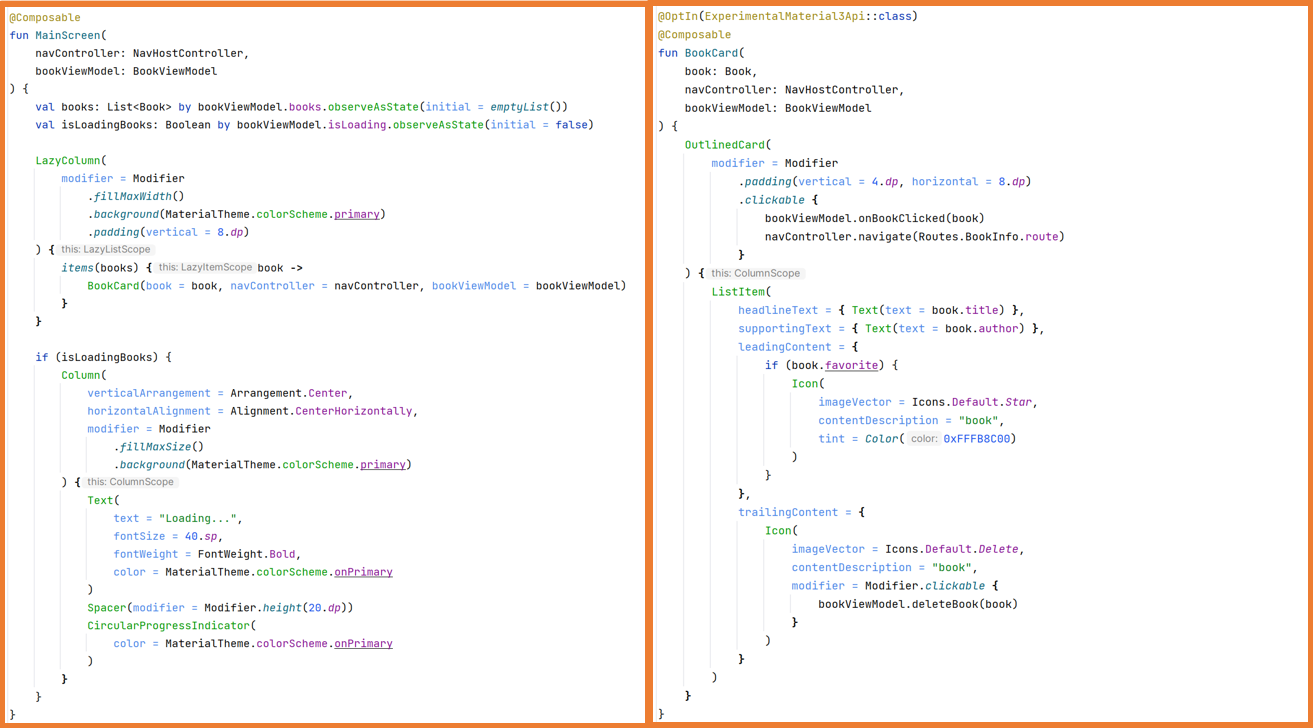 @Composable
fun MainScreen(
    navController: NavHostController,
    bookViewModel: BookViewModel
) {
    val books: List<Book> by bookViewModel.books.observeAsState(initial = emptyList())
    val isLoadingBooks: Boolean by bookViewModel.isLoading.observeAsState(initial = false)

    LazyColumn(
        modifier = Modifier
            .fillMaxWidth()
            .background(MaterialTheme.colorScheme.primary)
            .padding(vertical = 8.dp)
    ) { this: LazyListScope
        items(books) { this: LazyItemScope book ->
            BookCard(book = book, navController = navController, bookViewModel = bookViewModel)
        }
    }

    if (isLoadingBooks) {
        Column(
            verticalArrangement = Arrangement.Center,
            horizontalAlignment = Alignment.CenterHorizontally,
            modifier = Modifier
                .fillMaxSize()
                .background(MaterialTheme.colorScheme.primary)
        ) { this: ColumnScope
            Text(
                text = "Loading...",
                fontSize = 40.sp,
                fontWeight = FontWeight.Bold,
                color = MaterialTheme.colorScheme.onPrimary
            )
            Spacer(modifier = Modifier.height(20.dp))
            CircularProgressIndicator(
                color = MaterialTheme.colorScheme.onPrimary
            )
        }
    }
}
@OptIn(ExperimentalMaterial3Api::class)
@Composable
fun BookCard(
    book: Book,
    navController: NavHostController,
    bookViewModel: BookViewModel
) {
    OutlinedCard(
        modifier = Modifier
            .padding(vertical = 4.dp, horizontal = 8.dp)
            .clickable {
                bookViewModel.onBookClicked(book)
                navController.navigate(Routes.BookInfo.route)
            }
    ) { this: ColumnScope
        ListItem(
            headlineText = { Text(text = book.title) },
            supportingText = { Text(text = book.author) },
            leadingContent = {
                if (book.favorite) {
                    Icon(
                        imageVector = Icons.Default.Star,
                        contentDescription = "book",
                        tint = Color( color: 0xFFFB8C00)
                    )
                }
            },
            trailingContent = {
                Icon(
                    imageVector = Icons.Default.Delete,
                    contentDescription = "book",
                    modifier = Modifier.clickable {
                        bookViewModel.deleteBook(book)
                    }
                )
            }
        )
    }
}